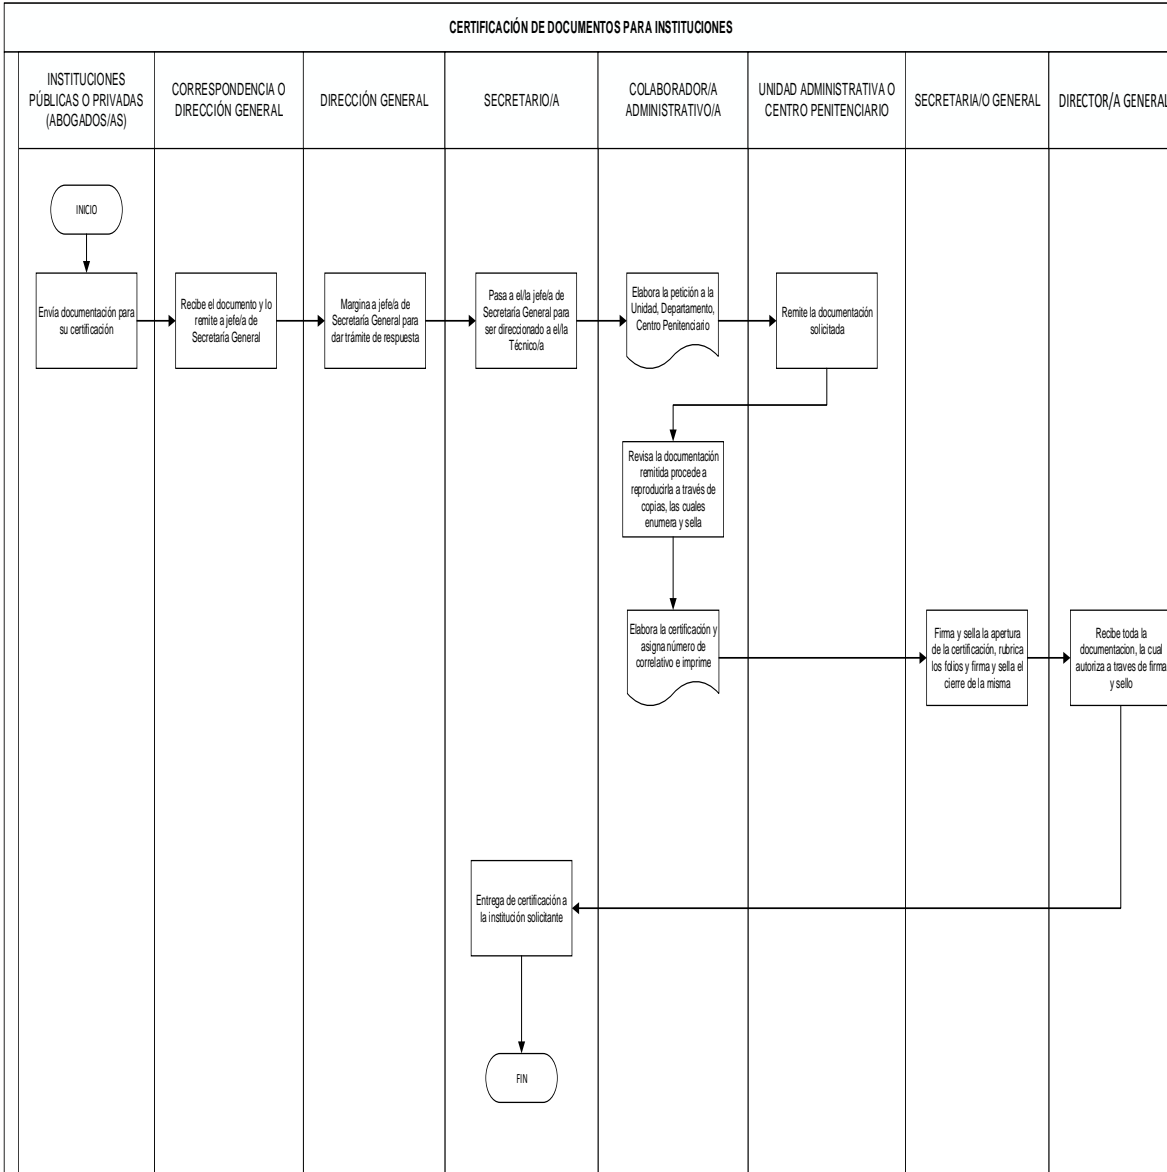 CERTIFICACIÓN DE DOCUMENTOS PARA INSTITUCIONES
INSTITUCIONES
PÚBLICAS O PRIVADAS
(ABOGADOS/AS)
CORRESPONDENCIA O
DIRECCIÓN GENERAL
DIRECCIÓN GENERAL
SECRETARIO/A
COLABORADOR/A
ADMINISTRATIVO/A
UNIDAD ADMINISTRATIVA O
CENTRO PENITENCIARIO
SECRETARIA/O GENERAL
DIRECTOR/A GENERAL
INICIO
Envía documentación para
su certificación
Recibe el documento y lo
remite a jefe/a de
Secretaría General
Margina a jefe/a de
Secretaría General para
dar trámite de respuesta
Pasa a el/la jefe/a de
Secretaría General para
ser direccionado a el/la
Técnico/a
Elabora la petición a la
Unidad, Departamento,
Centro Penitenciario
Remite la documentación
solicitada
Revisa la documentación
remitida procede a
reproducirla a través de
copias, las cuales
enumera y sella
Elabora la certificación y
asigna número de
correlativo e imprime
Firma y sella la apertura
de la certificación, rubrica
los folios y firma y sella el
cierre de la misma
Recibe toda la
documentacion, la cual
autoriza a traves de firma
y sello
Entrega de certificación a
la institución solicitante
FIN